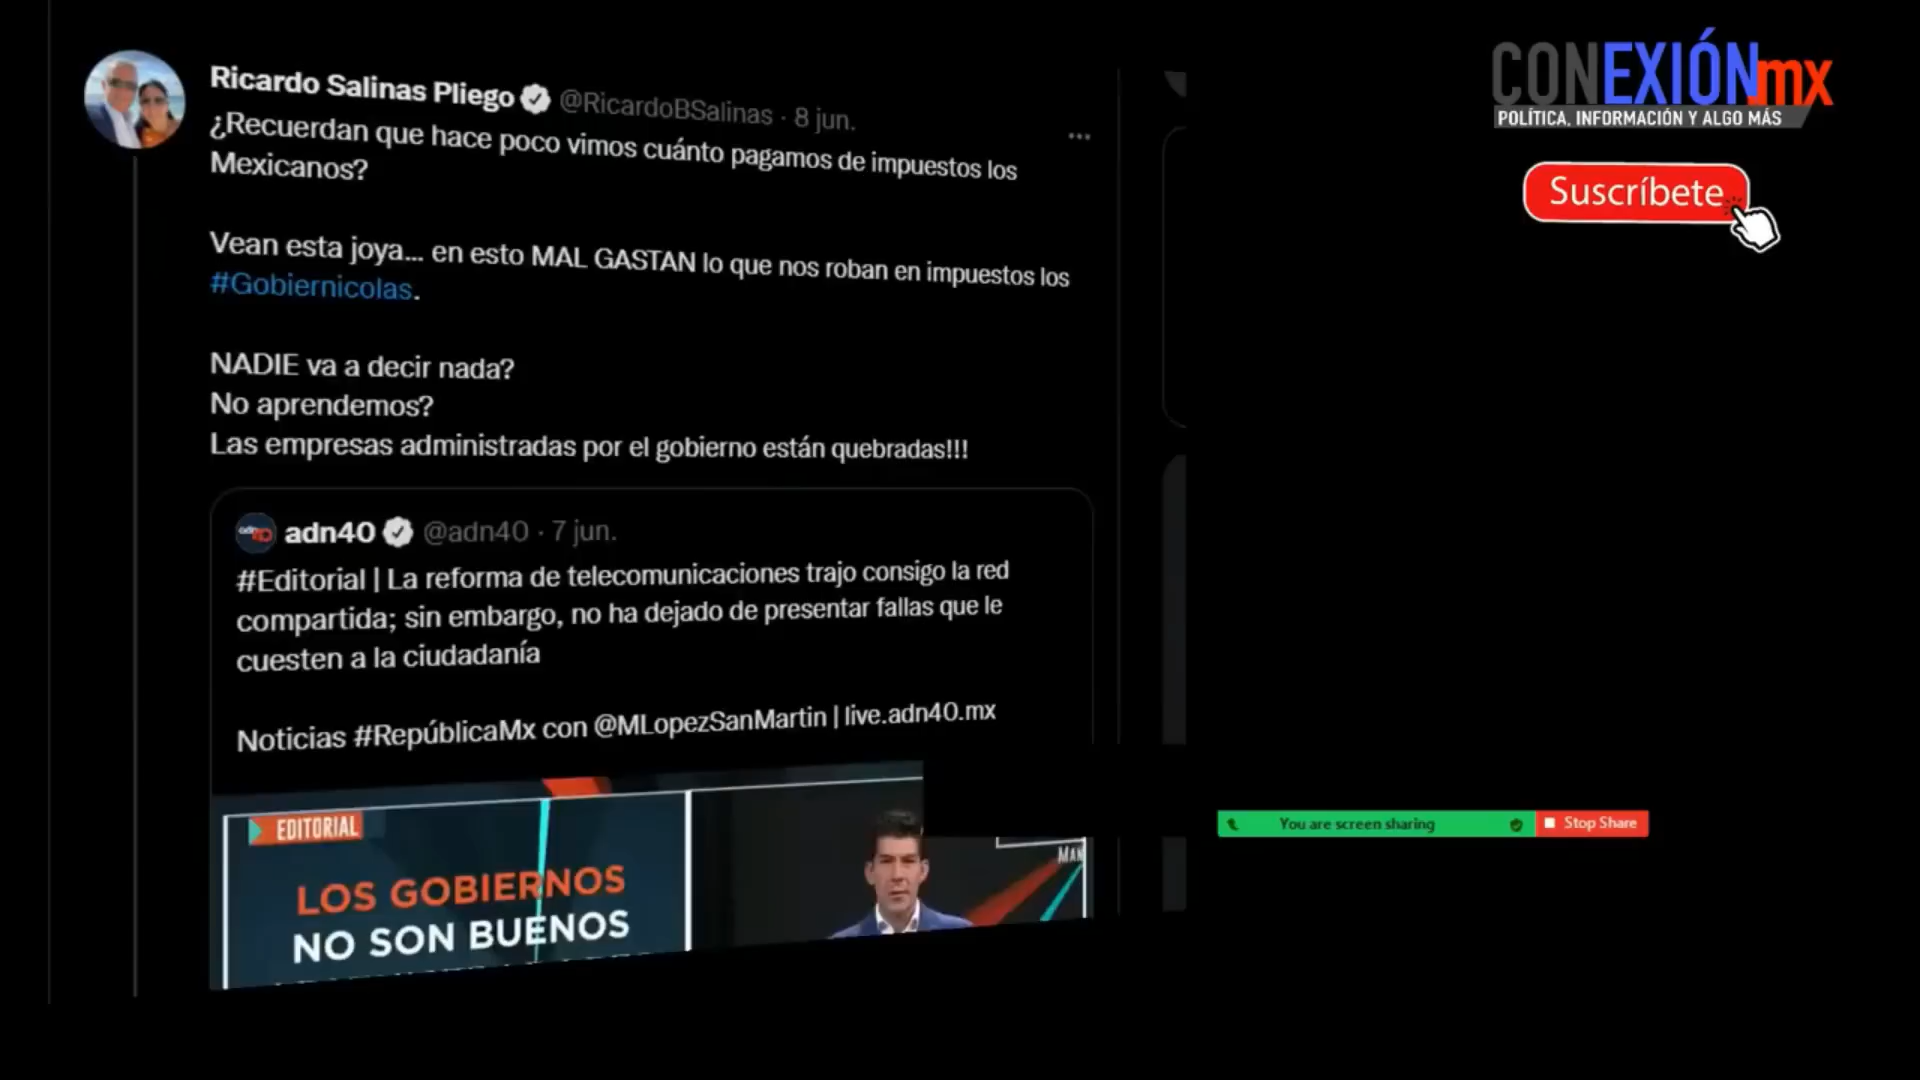 Ricardo Salinas Pliego @RicardoBSalinas · 8 jun.
¿Recuerdan que hace poco vimos cuánto pagamos de impuestos los
Mexicanos?
Vean esta joya... en esto MAL GASTAN lo que nos roban en impuestos los
#Gobiernicolas.
NADIE va a decir nada?
No aprendemos?
Las empresas administradas por el gobierno están quebradas!!!
adn40 @adn40 · 7 jun.
#Editorial | La reforma de telecomunicaciones trajo consigo la red
compartida; sin embargo, no ha dejado de presentar fallas que le
cuesten a la ciudadanía
Noticias #RepúblicaMx con @MLopezSanMartin | live.adn40.mx
EDITORIAL
LOS GOBIERNOS
NO SON BUENOS
MAN
CONEXIÓNmx
POLÍTICA, INFORMACIÓN Y ALGO MÁS
Suscríbete
You are screen sharing
Stop Share